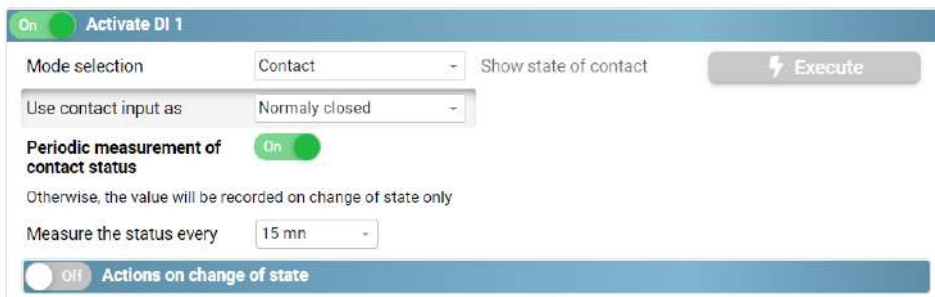 On Activate DI 1
Mode selection Contact Show state of contact Execute
Use contact input as Normaly closed
Periodic measurement of On
contact status
Otherwise, the value will be recorded on change of state only
Measure the status every 15 mn
Off Actions on change of state